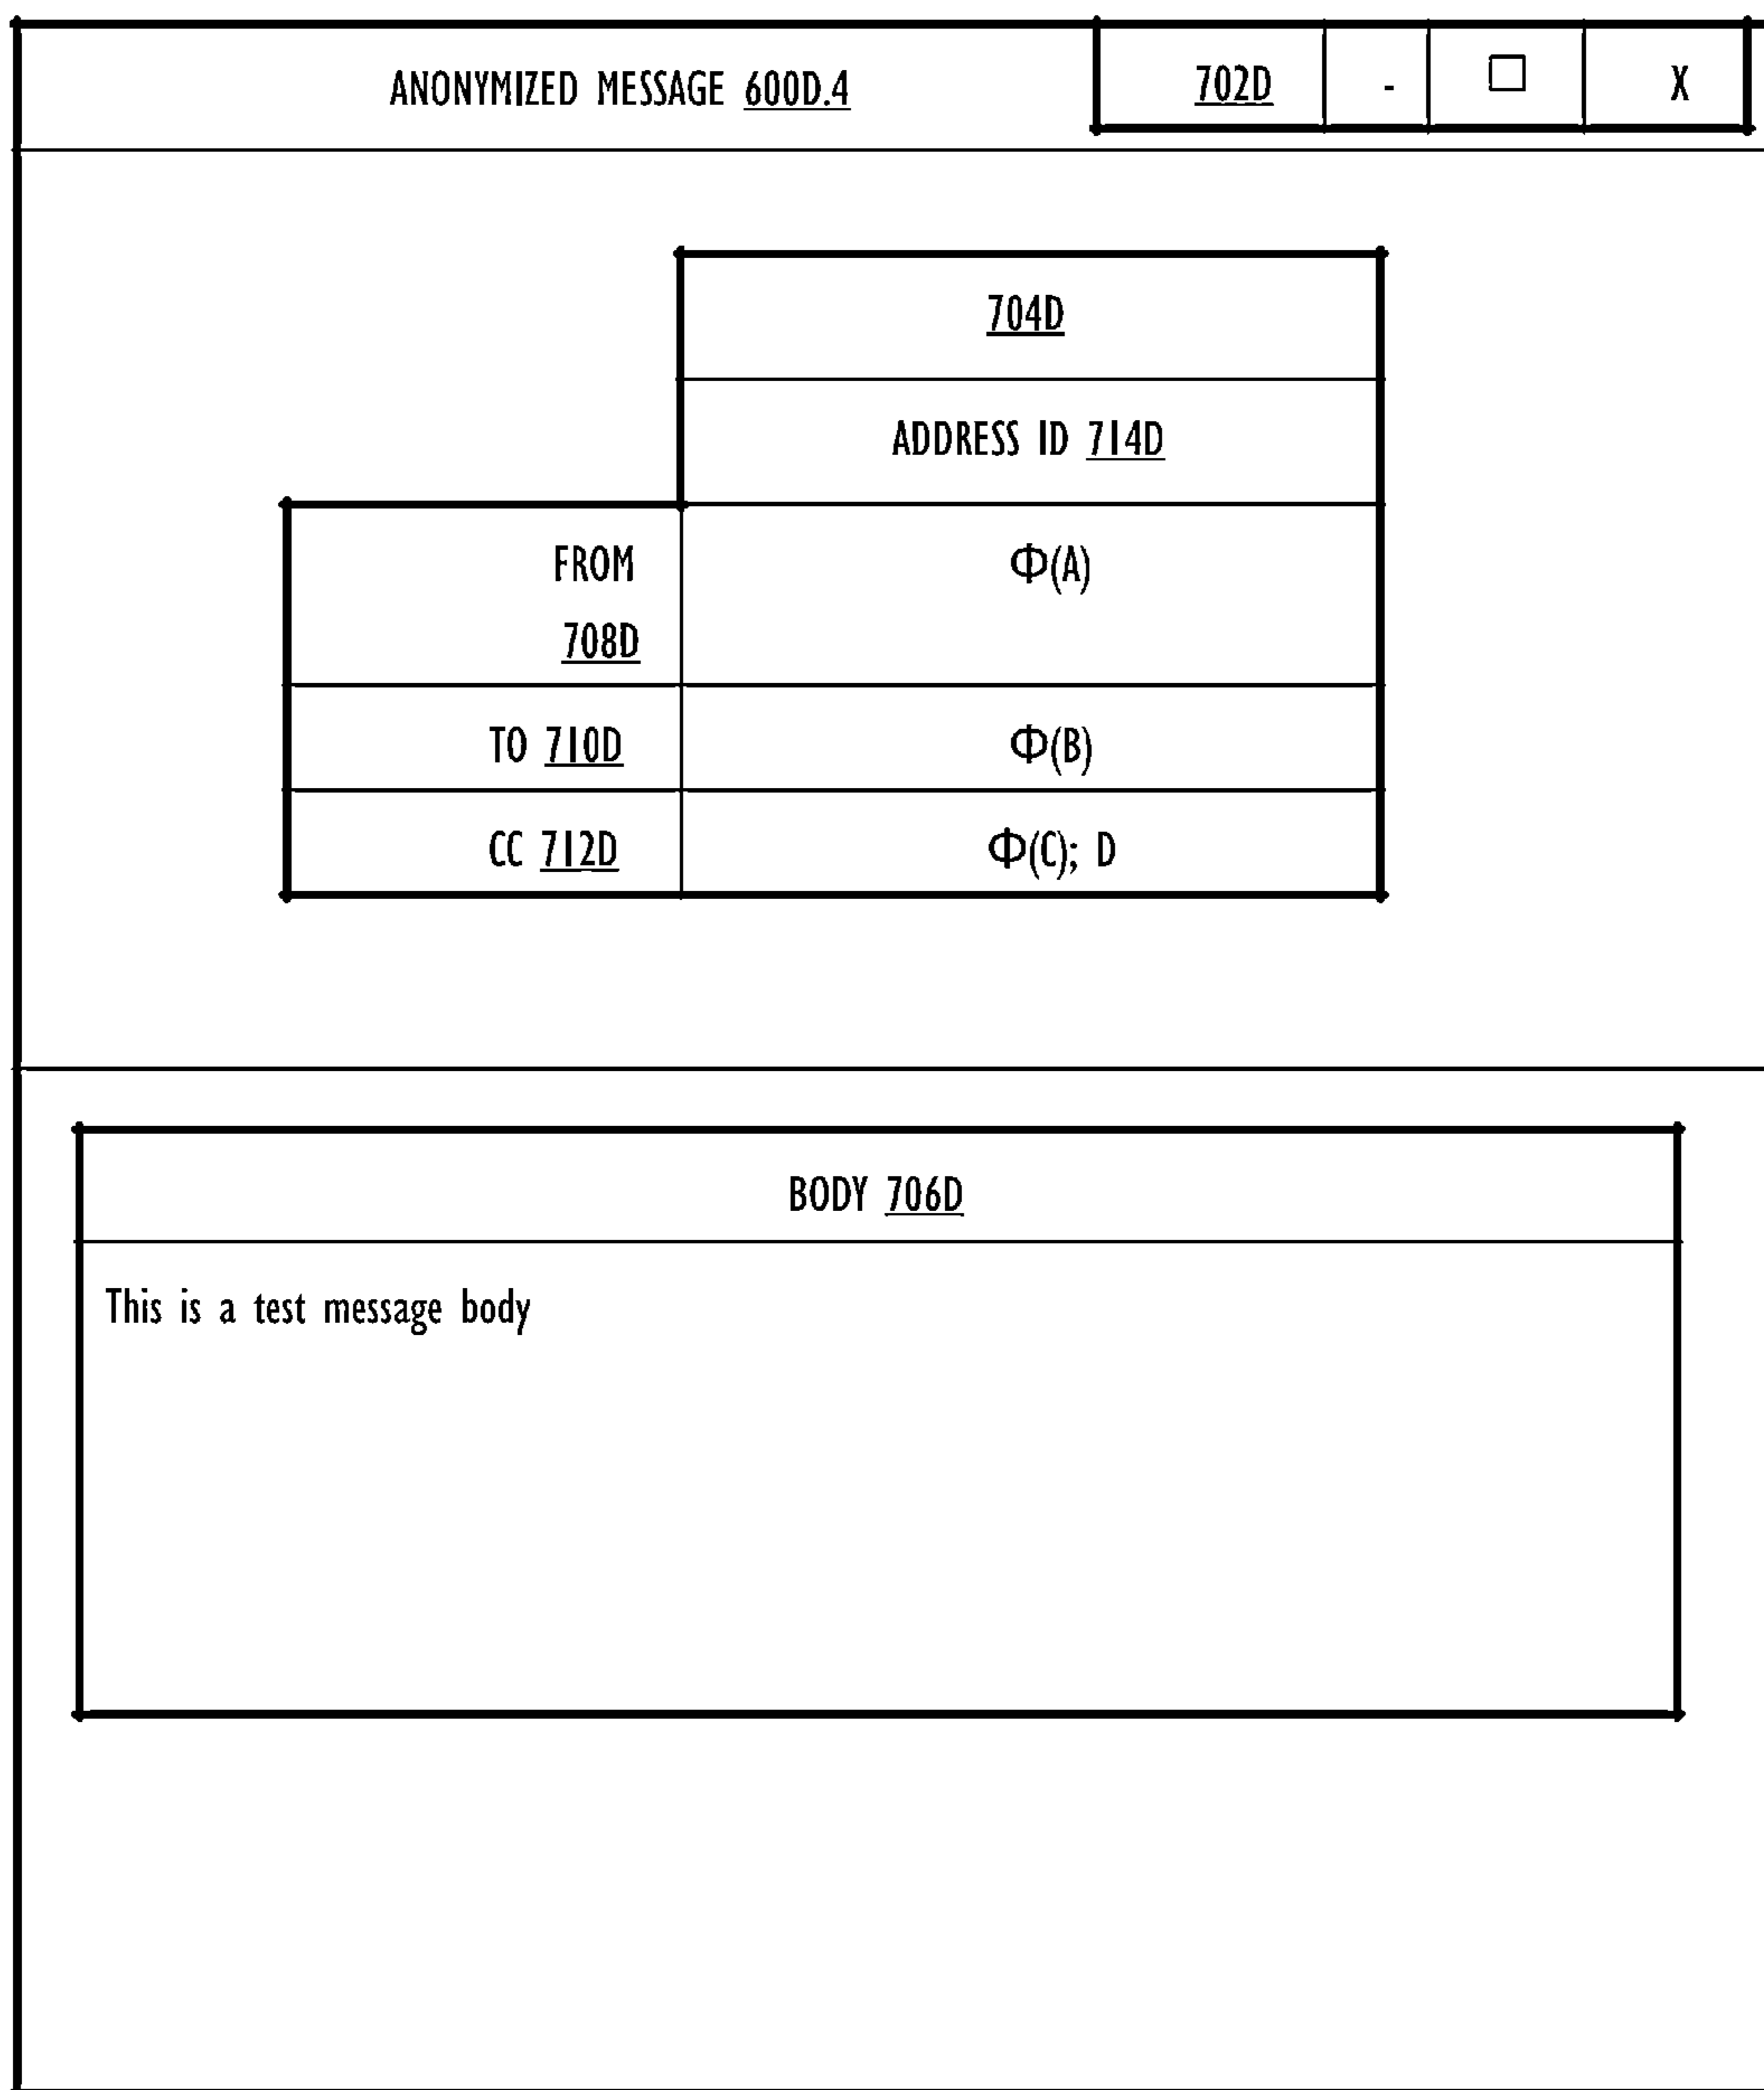 ANONYMIZED MESSAGE 600D.4
702D - □ X
704D
ADDRESS ID 714D
FROM Φ(A)
708D
TO 710D Φ(B)
CC 712D Φ(C); D
BODY 706D
This is a test message body